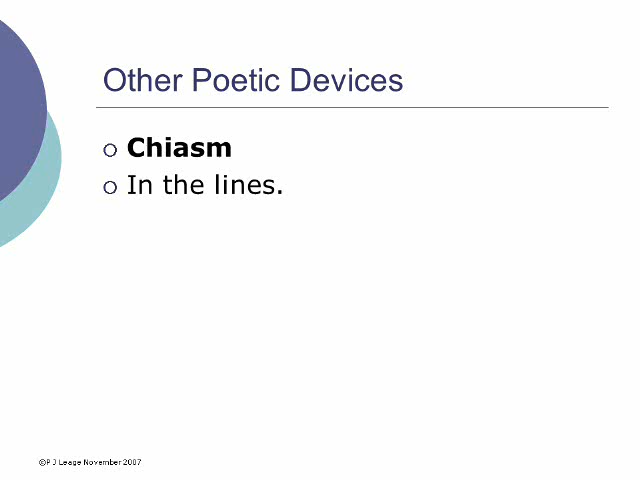 Other Poetic Devices
Chiasm
In the lines.
©P J Leage November 2007